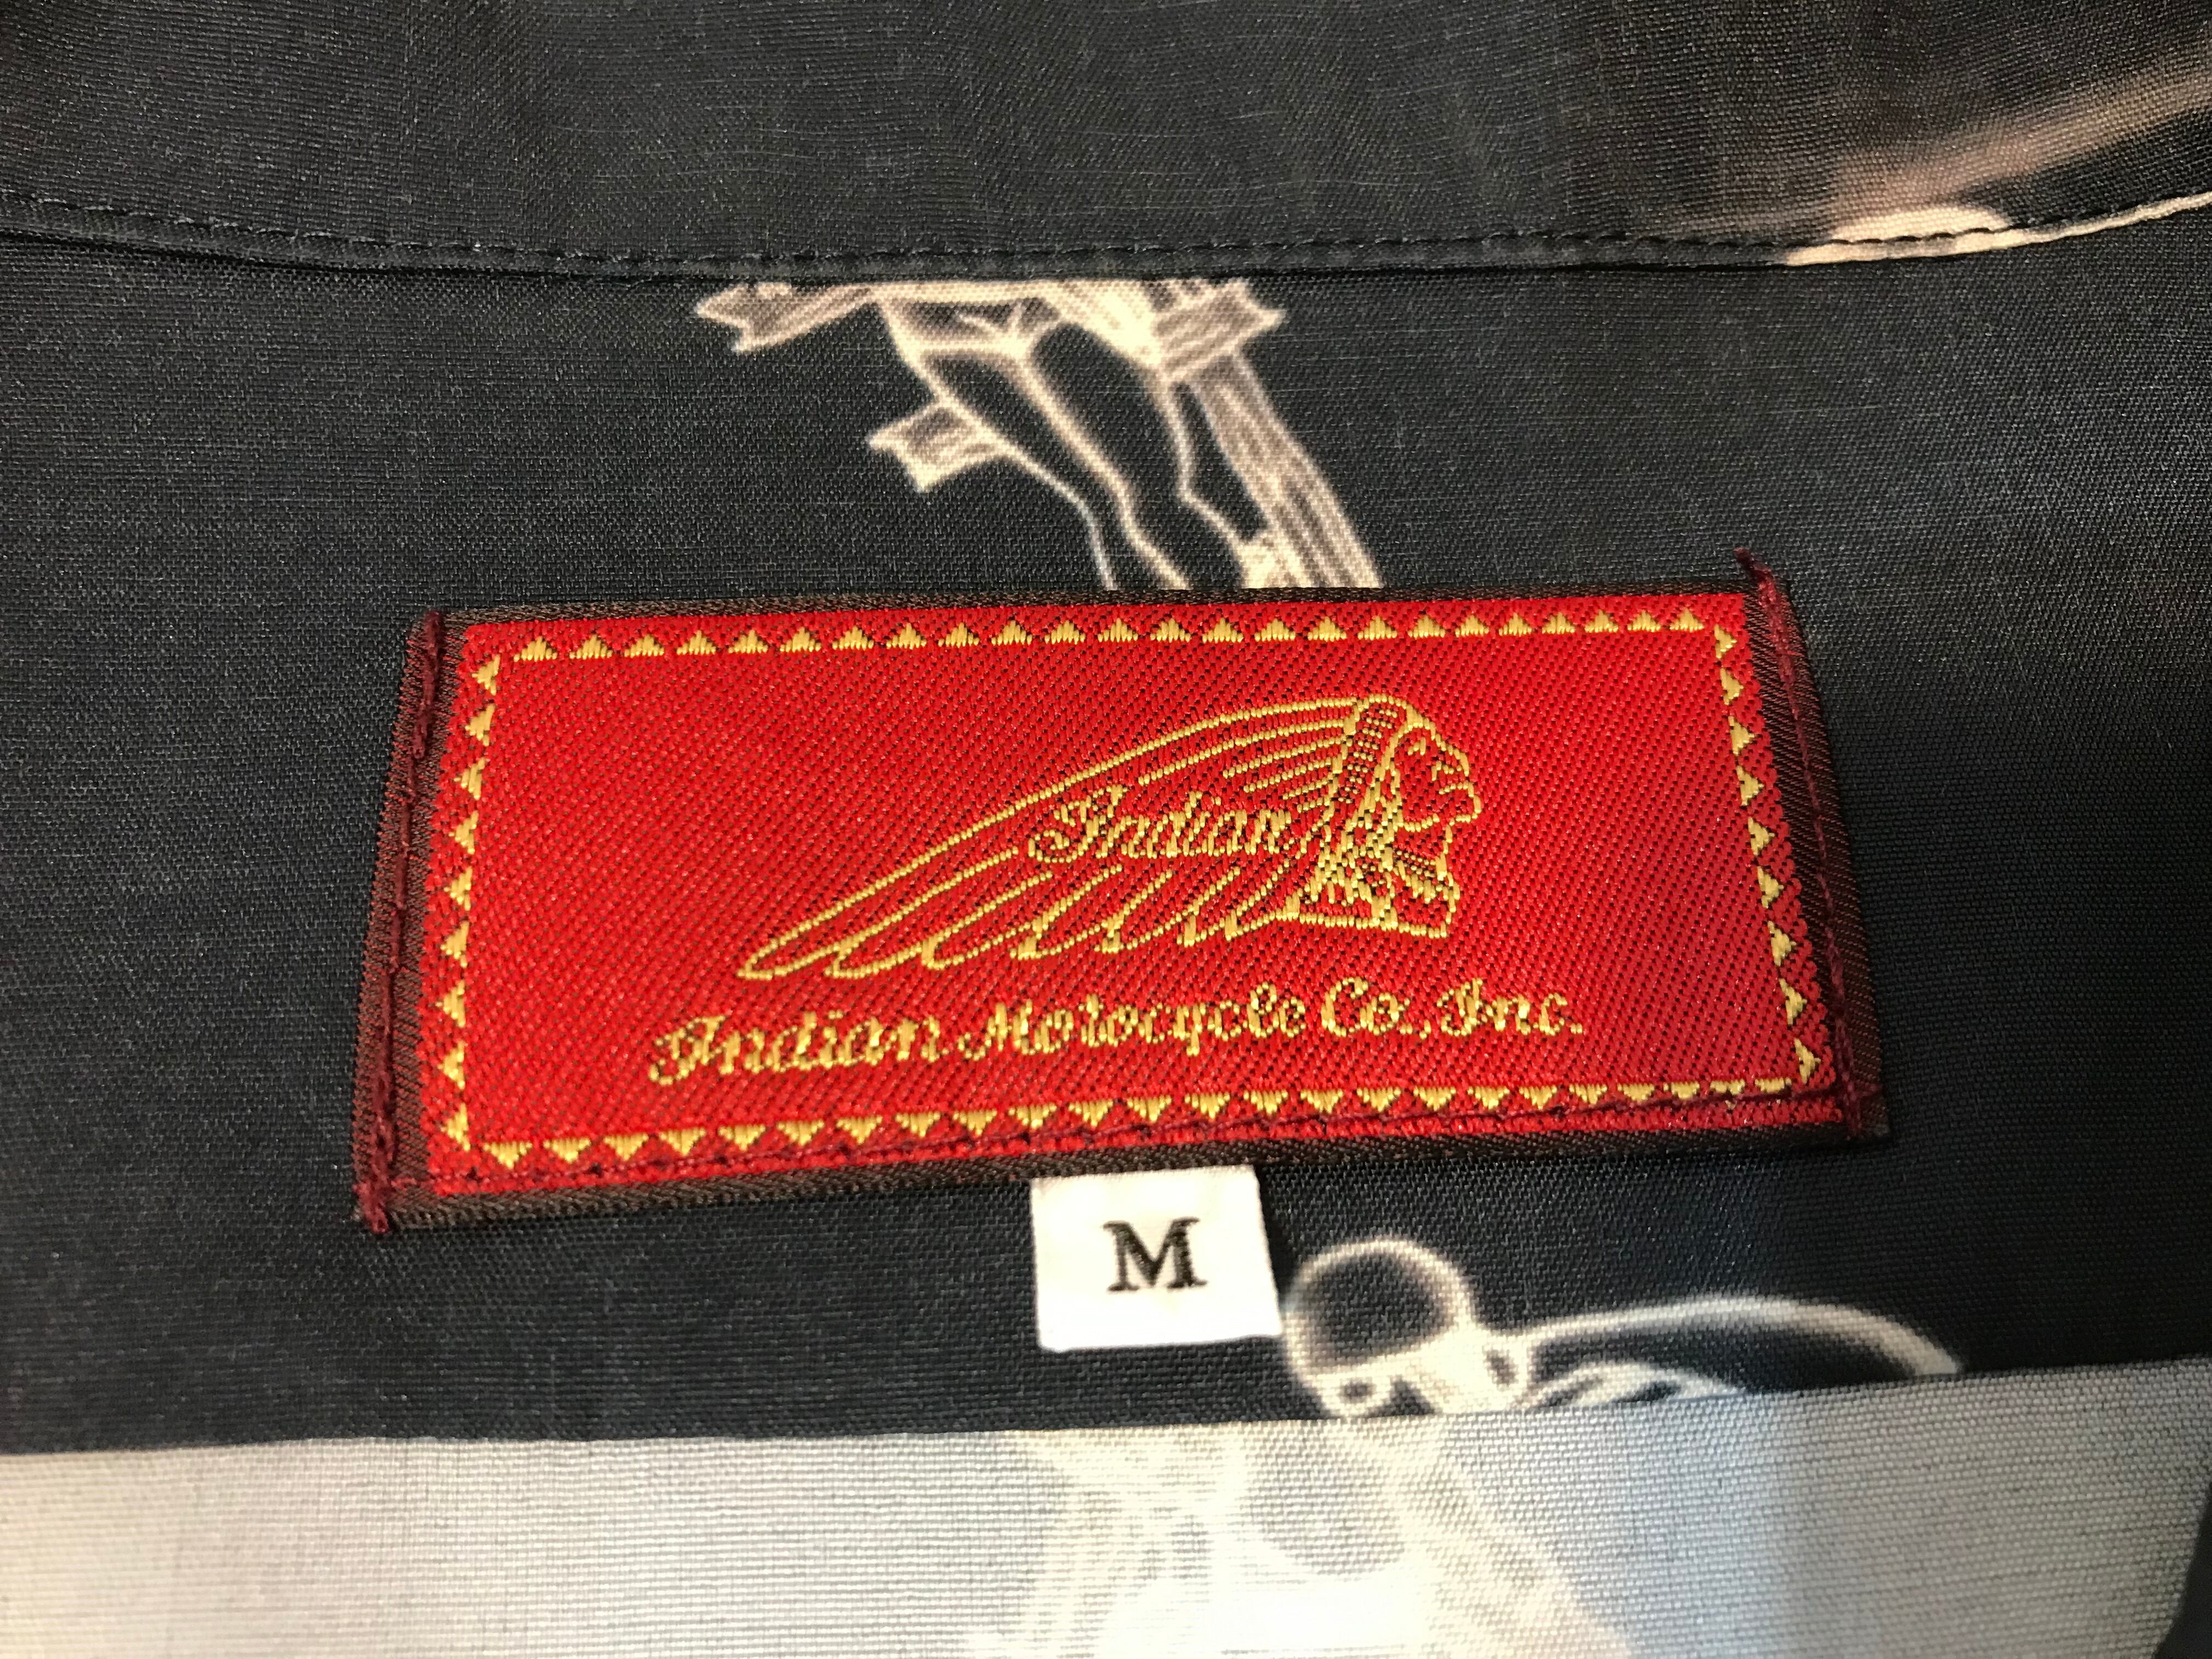 Indian
Indian Motocycle Co., Inc.
M